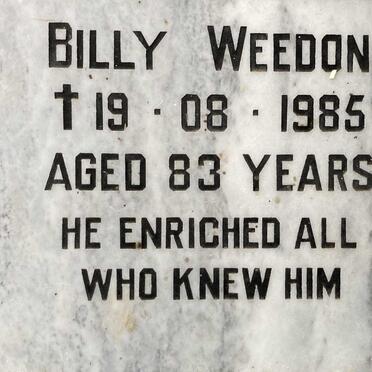 Billy Weedon
†19 · 08 · 1985
AGED 83 YEARS
HE ENRICHED ALL
WHO KNEW HIM